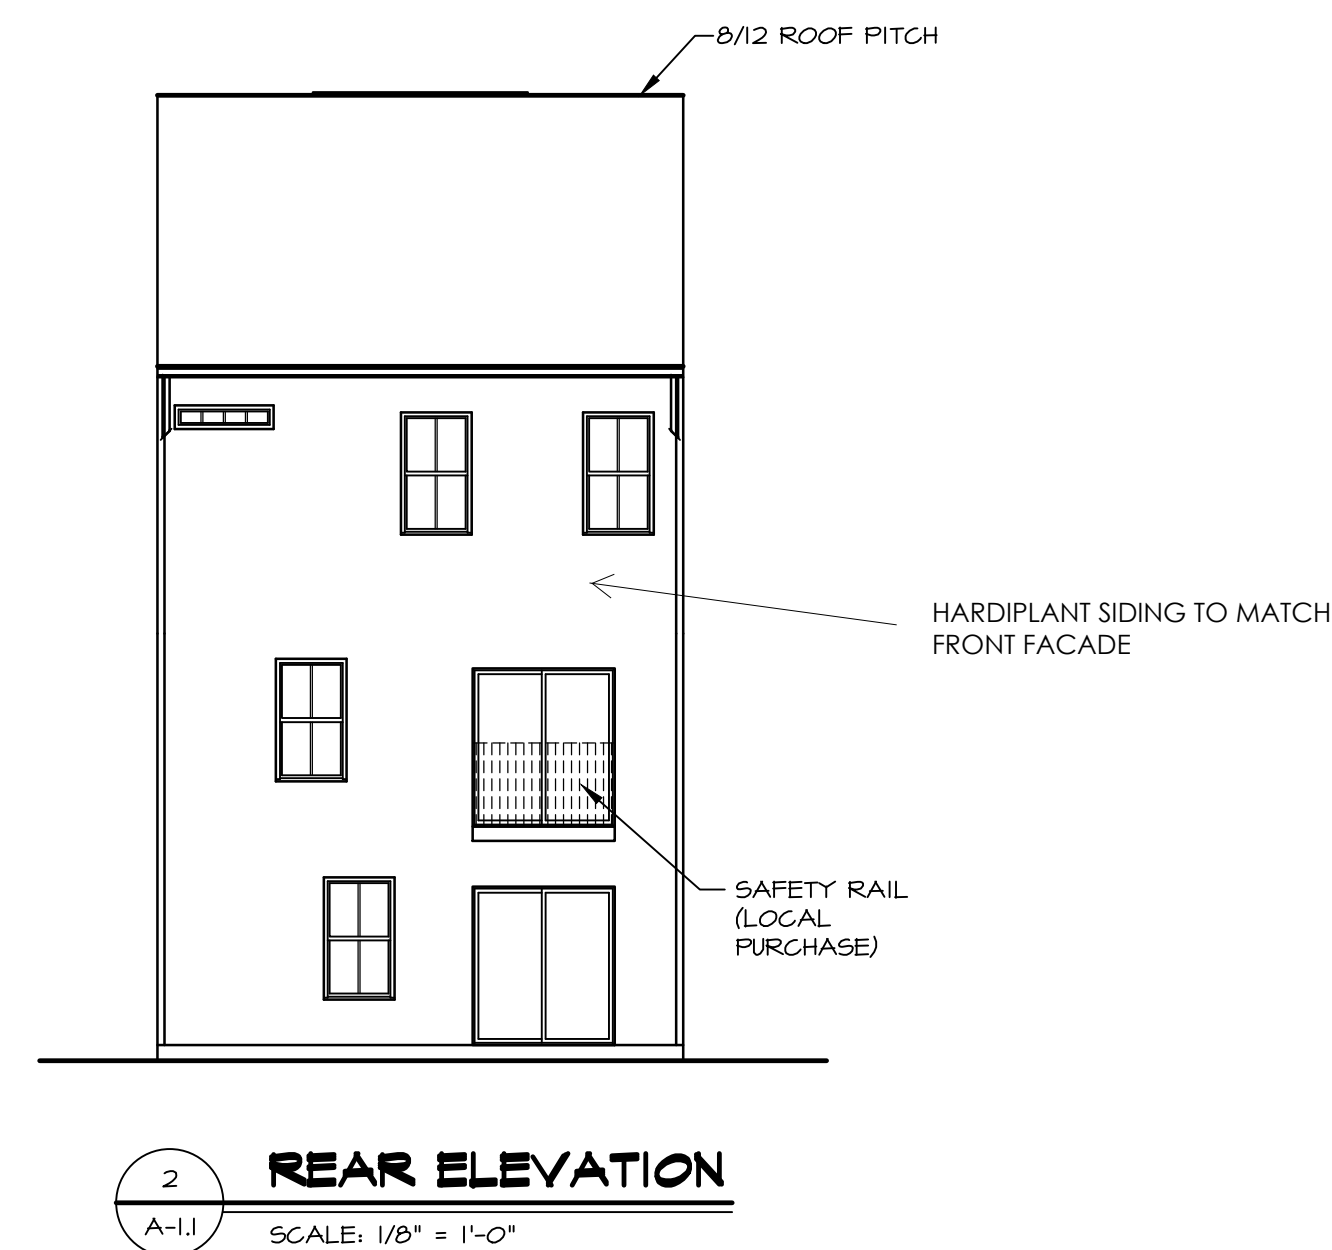 8/12 ROOF PITCH
HARDIPLANT SIDING TO MATCH
FRONT FACADE
SAFETY RAIL
(LOCAL
PURCHASE)
2
REAR ELEVATION
A-1.1
SCALE: 1/8" = 1'-0"